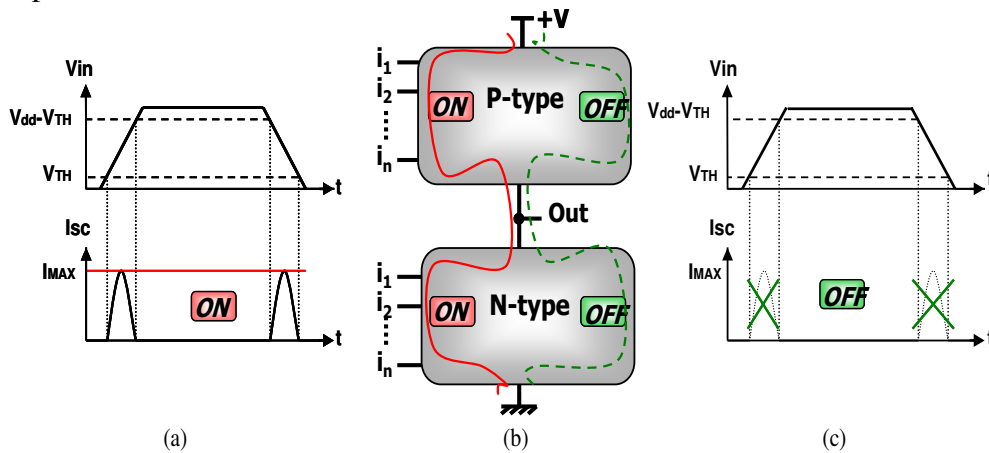 Vin
Vdd-VTH
VTH
t
Isc
IMAX
ON
t
(a)
+V
i1
i2
in
ON
P-type
OFF
Out
i1
i2
in
ON
N-type
OFF
(b)
Vin
Vdd-VTH
VTH
t
Isc
IMAX
OFF
t
(c)